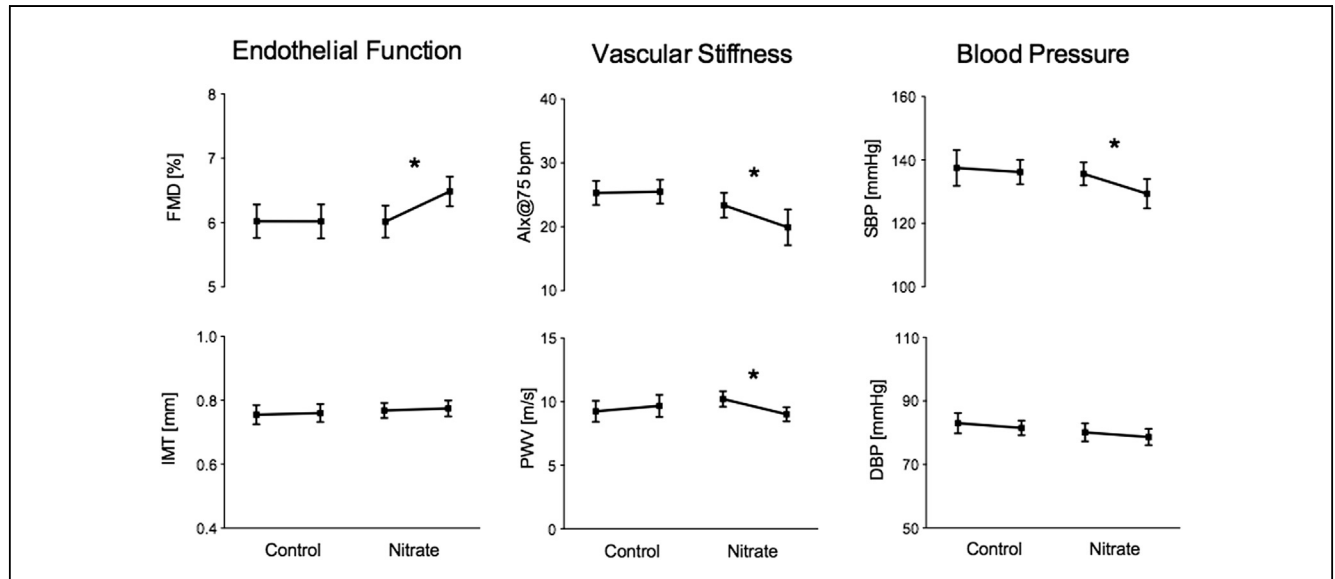 Endothelial Function
Vascular Stiffness
Blood Pressure
FMD [%]
8
7
6
5
*
AIx@75 bpm
40
30
20
10
*
SBP [mmHg]
160
140
120
100
*
IMT [mm]
1.0
0.8
0.6
0.4
Control Nitrate
PWV [m/s]
15
10
5
0
*
Control Nitrate
DBP [mmHg]
110
90
70
50
Control Nitrate